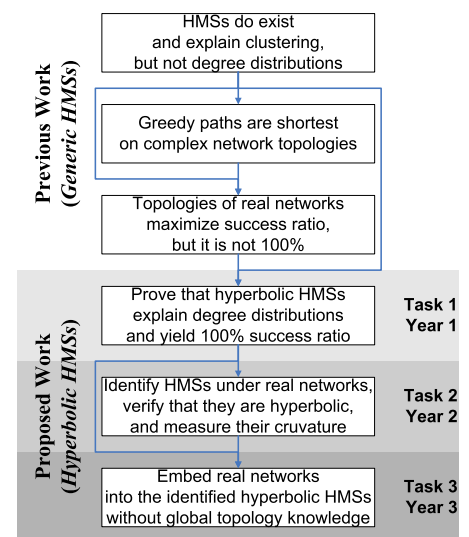 Previous Work
(Generic HMSs)
HMSs do exist
and explain clustering,
but not degree distributions
Greedy paths are shortest
on complex network topologies
Topologies of real networks
maximize success ratio,
but it is not 100%
Proposed Work
(Hyperbolic HMSs)
Prove that hyperbolic HMSs
explain degree distributions
and yield 100% success ratio
Task 1
Year 1
Identify HMSs under real networks,
verify that they are hyperbolic,
and measure their cruvature
Task 2
Year 2
Embed real networks
into the identified hyperbolic HMSs
without global topology knowledge
Task 3
Year 3